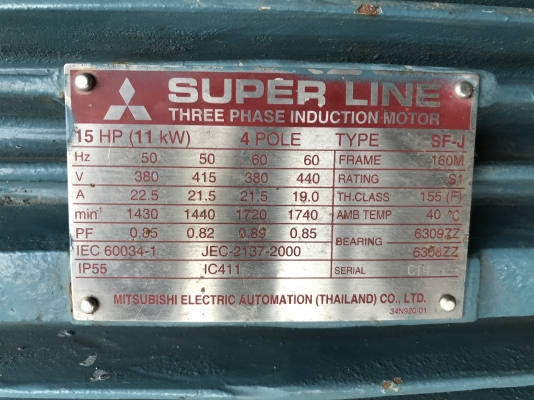 SUPER LINE
THREE PHASE INDUCTION MOTOR
15 HP (11 kW) 4 POLE TYPE SF-J
Hz 50 50 60 60 FRAME 160M
V 380 415 380 440 RATING S1
A 22.5 21.5 21.5 19.0 TH.CLASS 155 (F)
min-1 1430 1440 1720 1740 AMB TEMP 40 °C
PF 0.85 0.82 0.89 0.85 BEARING 6309ZZ
IEC 60034-1 JEC-2137-2000 6308ZZ
IP55 IC411 SERIAL
MITSUBISHI ELECTRIC AUTOMATION (THAILAND) CO., LTD.
34N920-01